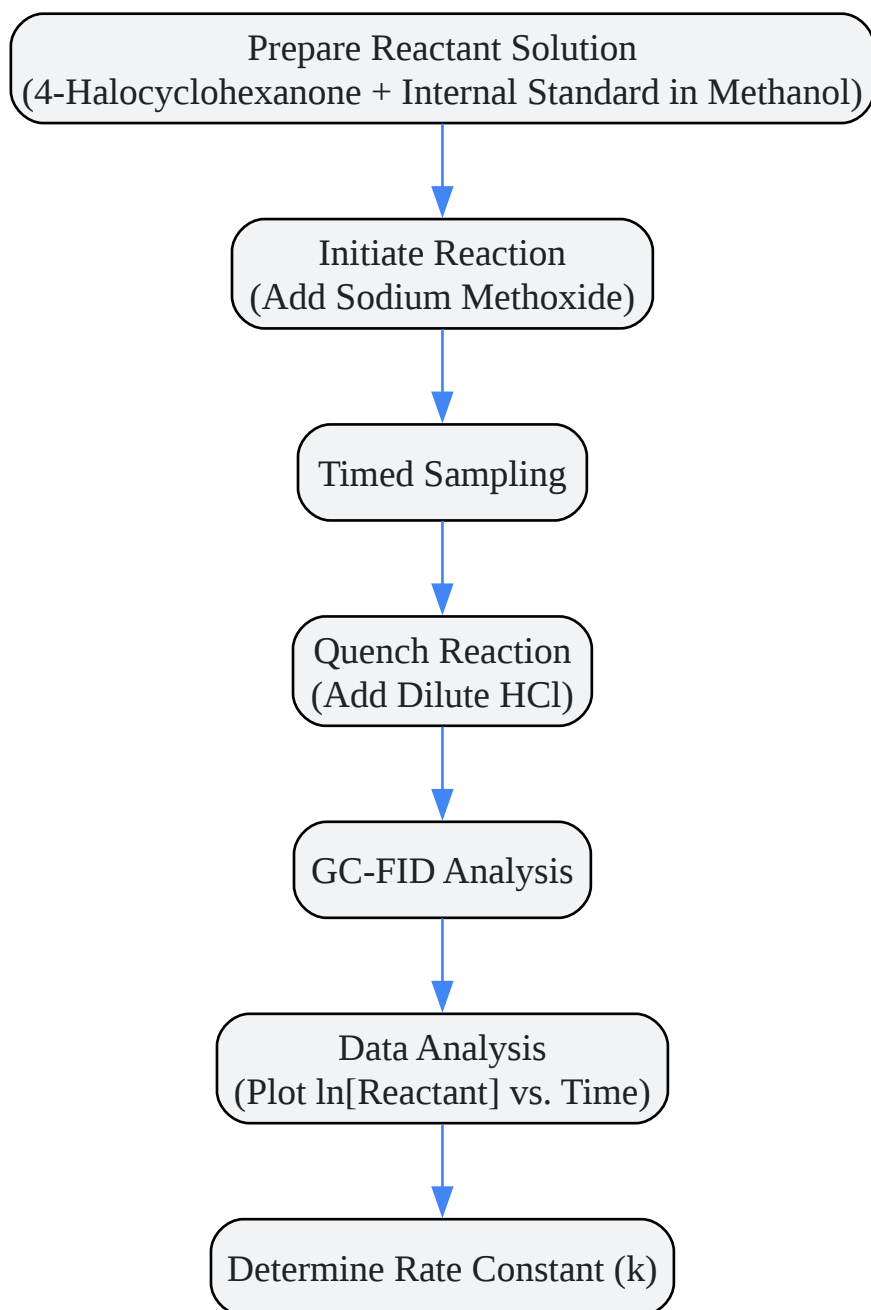 Prepare Reactant Solution
(4-Halocyclohexanone + Internal Standard in Methanol)
Initiate Reaction
(Add Sodium Methoxide)
Timed Sampling
Quench Reaction
(Add Dilute HCl)
GC-FID Analysis
Data Analysis
(Plot ln[Reactant] vs. Time)
Determine Rate Constant (k)